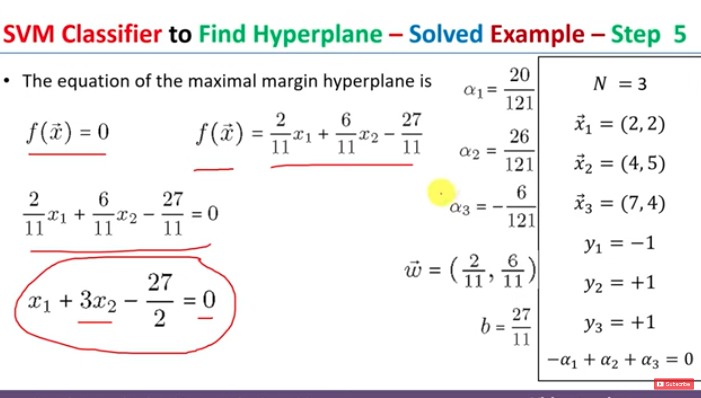 SVM Classifier to Find Hyperplane – Solved Example – Step 5
• The equation of the maximal margin hyperplane is
f(x⃗) = 0
f(x⃗) = 2/11 x₁ + 6/11 x₂ − 27/11
2/11 x₁ + 6/11 x₂ − 27/11 = 0
x₁ + 3x₂ − 27/2 = 0
α₁ = 20/121
α₂ = 26/121
α₃ = − 6/121
w⃗ = (2/11, 6/11)
b = 27/11
N = 3
x⃗₁ = (2, 2)
x⃗₂ = (4, 5)
x⃗₃ = (7, 4)
y₁ = −1
y₂ = +1
y₃ = +1
−α₁ + α₂ + α₃ = 0
Subscribe